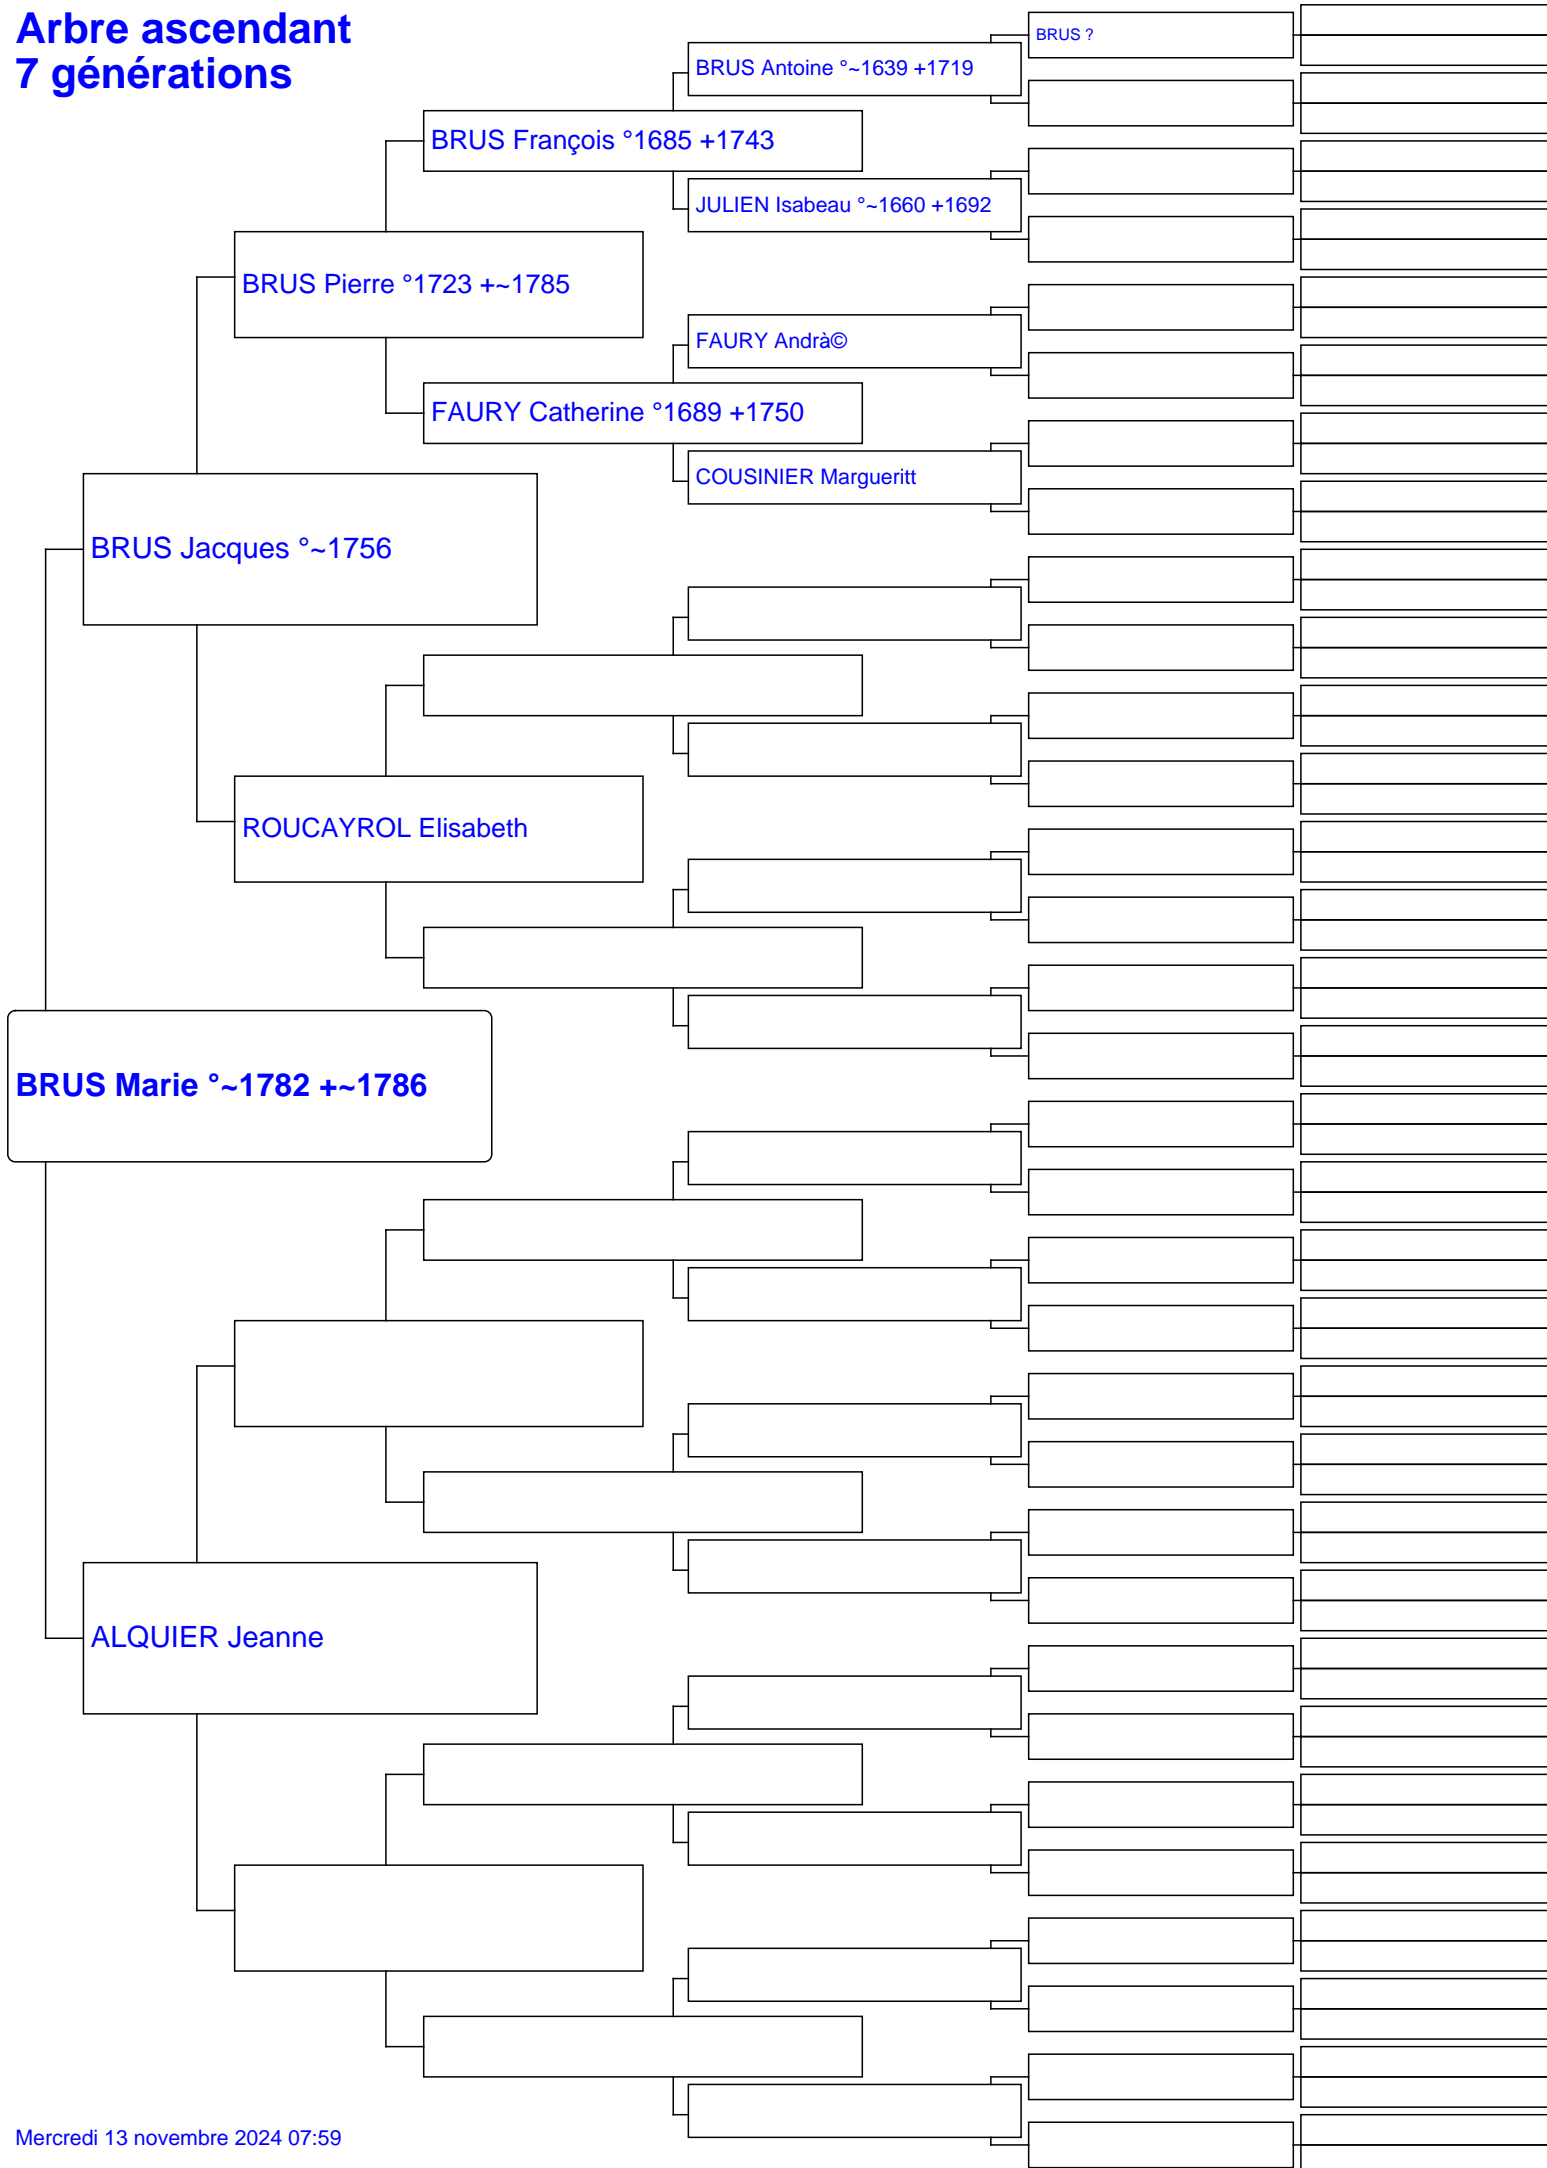 Arbre ascendant
7 générations
BRUS ?
BRUS Antoine °~1639 +1719
BRUS François °1685 +1743
JULIEN Isabeau °~1660 +1692
BRUS Pierre °1723 +~1785
FAURY Andrà©
FAURY Catherine °1689 +1750
COUSINIER Margueritt
BRUS Jacques °~1756
ROUCAYROL Elisabeth
BRUS Marie °~1782 +~1786
ALQUIER Jeanne
Mercredi 13 novembre 2024 07:59